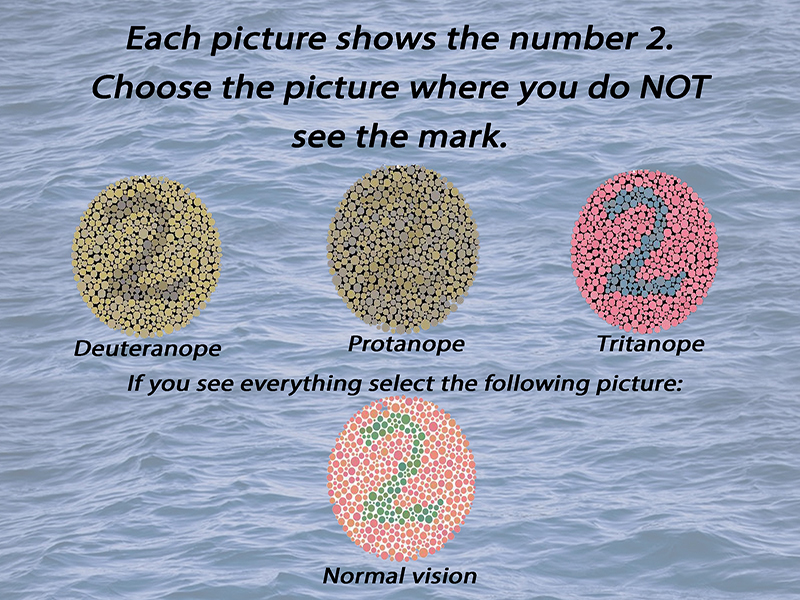 Each picture shows the number 2.
Choose the picture where you do NOT
see the mark.
2
2
2
Deuteranope
Protanope
Tritanope
If you see everything select the following picture:
2
Normal vision